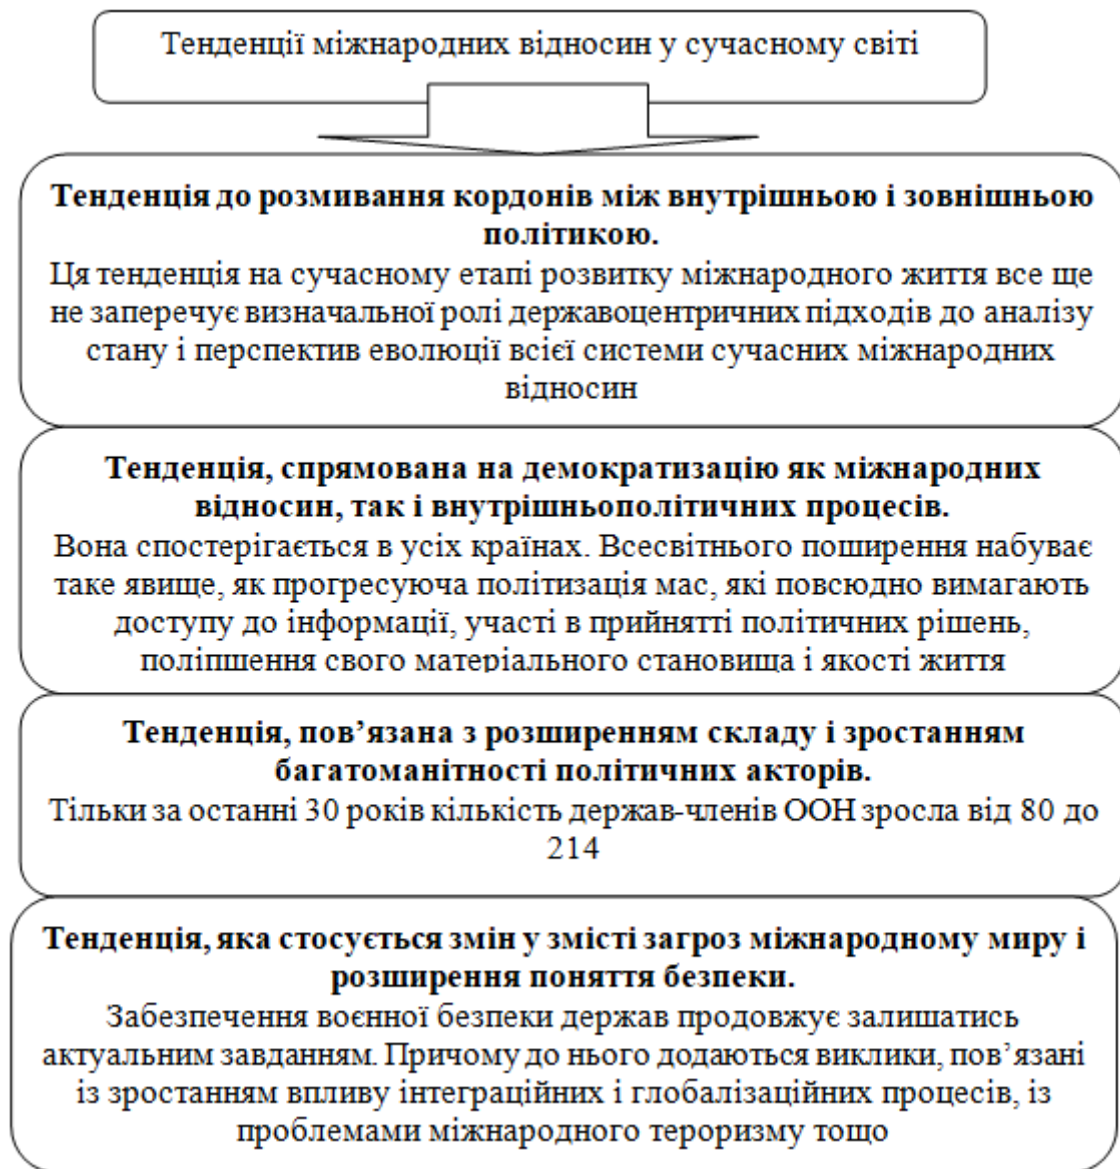 Тенденції міжнародних відносин у сучасному світі
Тенденція до розмивання кордонів між внутрішньою і зовнішньою
політикою.
Ця тенденція на сучасному етапі розвитку міжнародного життя все ще
не заперечує визначальної ролі державоцентричних підходів до аналізу
стану і перспектив еволюції всієї системи сучасних міжнародних
відносин
Тенденція, спрямована на демократизацію як міжнародних
відносин, так і внутрішньополітичних процесів.
Вона спостерігається в усіх країнах. Всесвітнього поширення набуває
таке явище, як прогресуюча політизація мас, які повсюдно вимагають
доступу до інформації, участі в прийнятті політичних рішень,
поліпшення свого матеріального становища і якості життя
Тенденція, пов’язана з розширенням складу і зростанням
багатоманітності політичних акторів.
Тільки за останні 30 років кількість держав-членів ООН зросла від 80 до
214
Тенденція, яка стосується змін у змісті загроз міжнародному миру і
розширення поняття безпеки.
Забезпечення воєнної безпеки держав продовжує залишатись
актуальним завданням. Причому до нього додаються виклики, пов’язані
із зростанням впливу інтеграційних і глобалізаційних процесів, із
проблемами міжнародного тероризму тощо